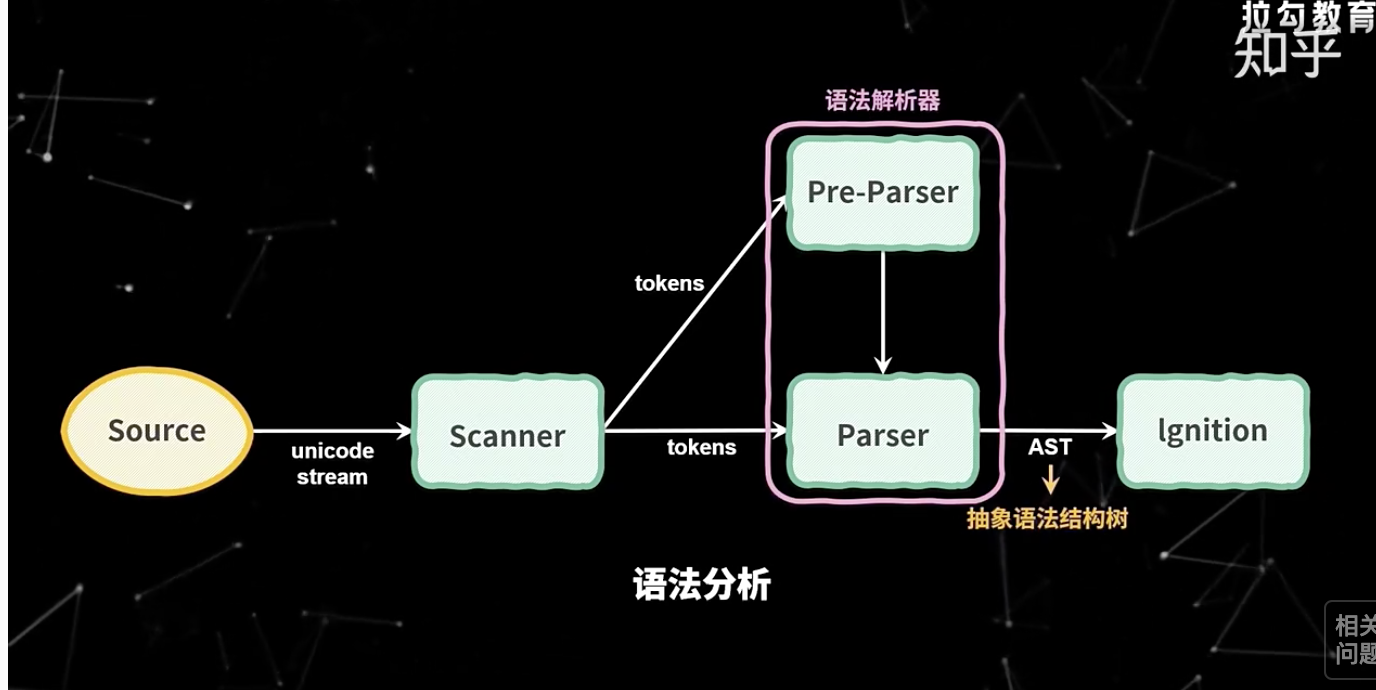 拉勾教育
知乎
语法解析器
Pre-Parser
tokens
Source
unicode
stream
Scanner
tokens
Parser
AST
lgnition
抽象语法结构树
语法分析
相关
问题